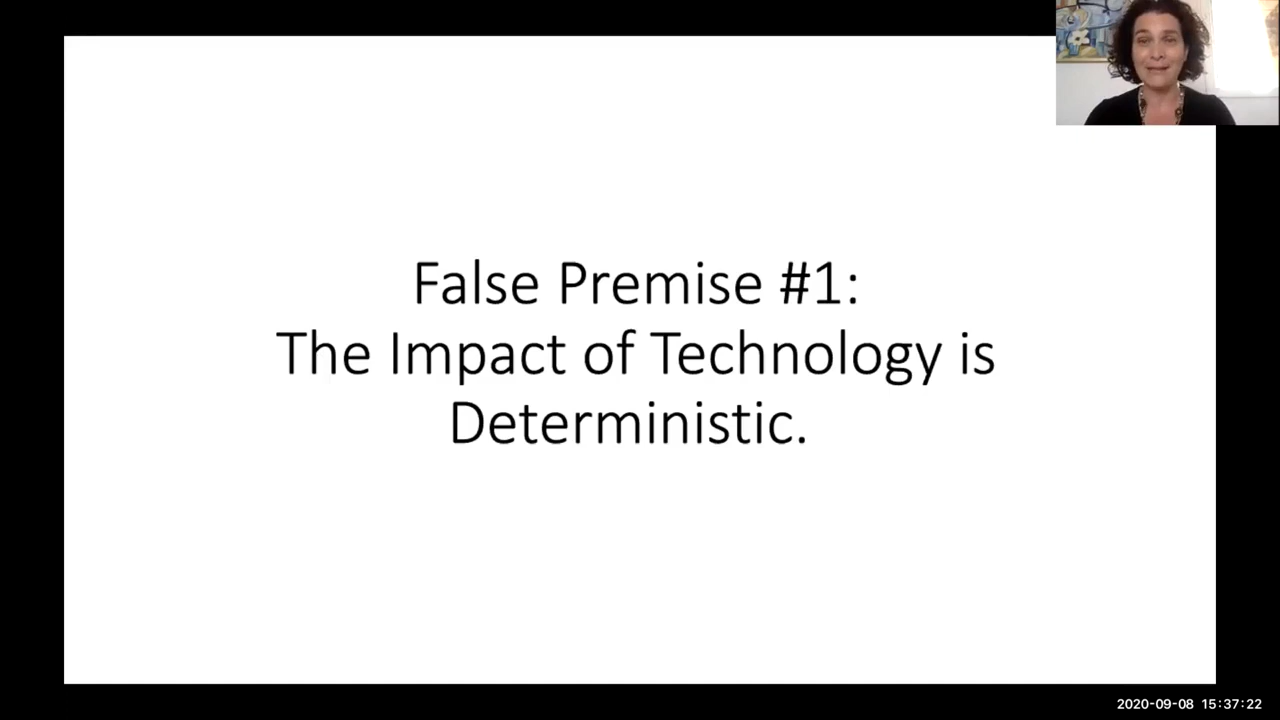 False Premise #1:
The Impact of Technology is
Deterministic.
2020-09-08 15:37:22